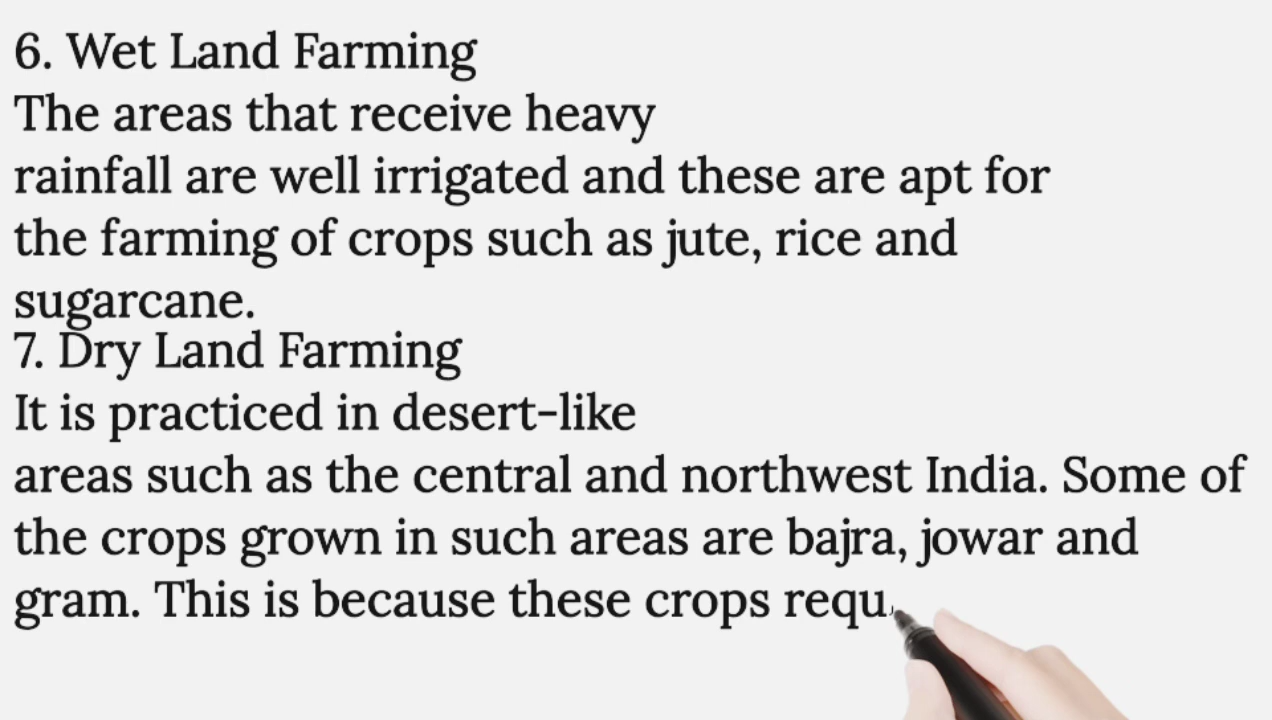 6. Wet Land Farming
The areas that receive heavy
rainfall are well irrigated and these are apt for
the farming of crops such as jute, rice and
sugarcane.
7. Dry Land Farming
It is practiced in desert-like
areas such as the central and northwest India. Some of
the crops grown in such areas are bajra, jowar and
gram. This is because these crops requ